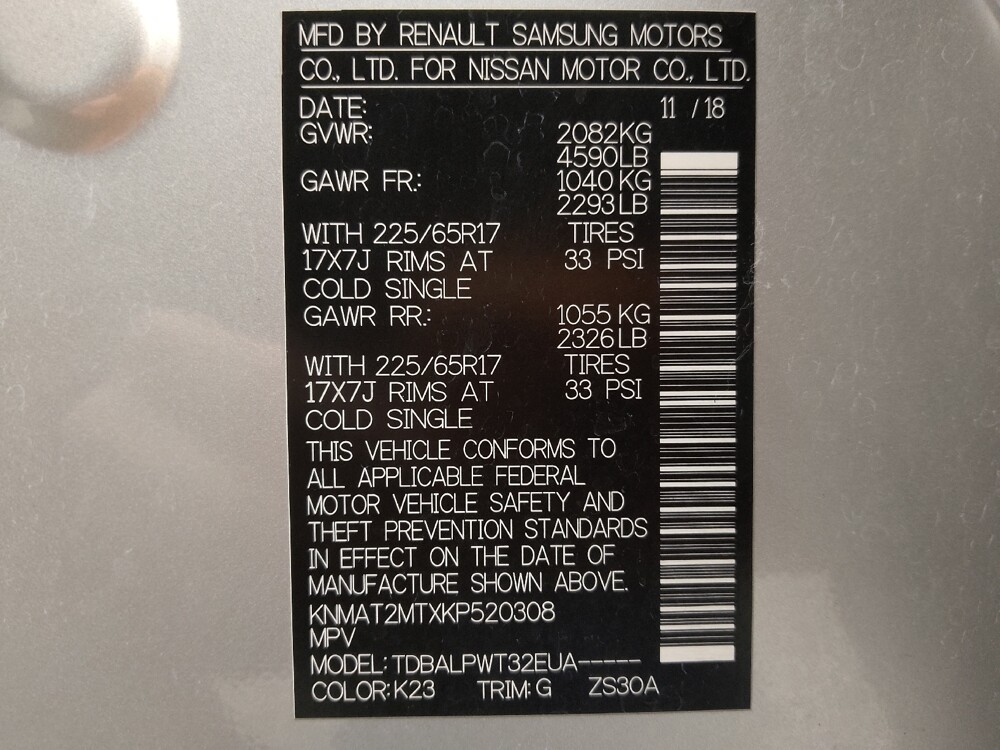 MFD BY RENAULT SAMSUNG MOTORS
CO., LTD. FOR NISSAN MOTOR CO., LTD.
DATE: 11 / 18
GVWR: 2082KG
4590LB
GAWR FR.: 1040 KG
2293 LB
WITH 225/65R17 TIRES
17X7J RIMS AT 33 PSI
COLD SINGLE
GAWR RR.: 1055 KG
2326 LB
WITH 225/65R17 TIRES
17X7J RIMS AT 33 PSI
COLD SINGLE
THIS VEHICLE CONFORMS TO
ALL APPLICABLE FEDERAL
MOTOR VEHICLE SAFETY AND
THEFT PREVENTION STANDARDS
IN EFFECT ON THE DATE OF
MANUFACTURE SHOWN ABOVE.
KNMAT2MTXKP520308
MPV
MODEL: TDBALPWT32EUA-----
COLOR: K23 TRIM: G ZS30A